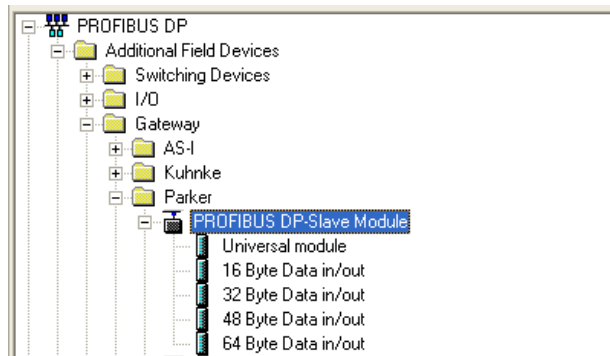 PROFIBUS DP
Additional Field Devices
Switching Devices
I/O
Gateway
AS-I
Kuhnke
Parker
PROFIBUS DP-Slave Module
Universal module
16 Byte Data in/out
32 Byte Data in/out
48 Byte Data in/out
64 Byte Data in/out